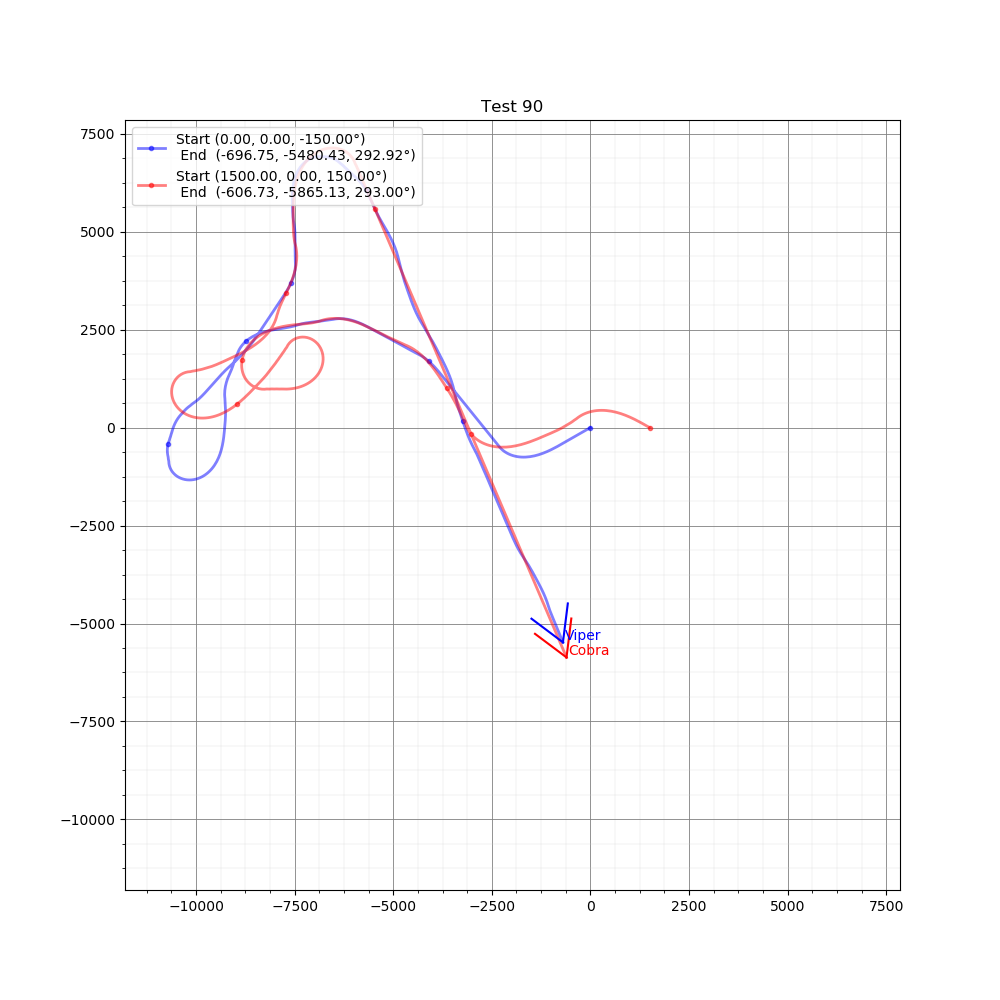 Test 90
Start (0.00, 0.00, -150.00°)
End  (-696.75, -5480.43, 292.92°)
Start (1500.00, 0.00, 150.00°)
End  (-606.73, -5865.13, 293.00°)
7500
5000
2500
0
−2500
−5000
−7500
−10000
Viper
Cobra
−10000 −7500 −5000 −2500 0 2500 5000 7500